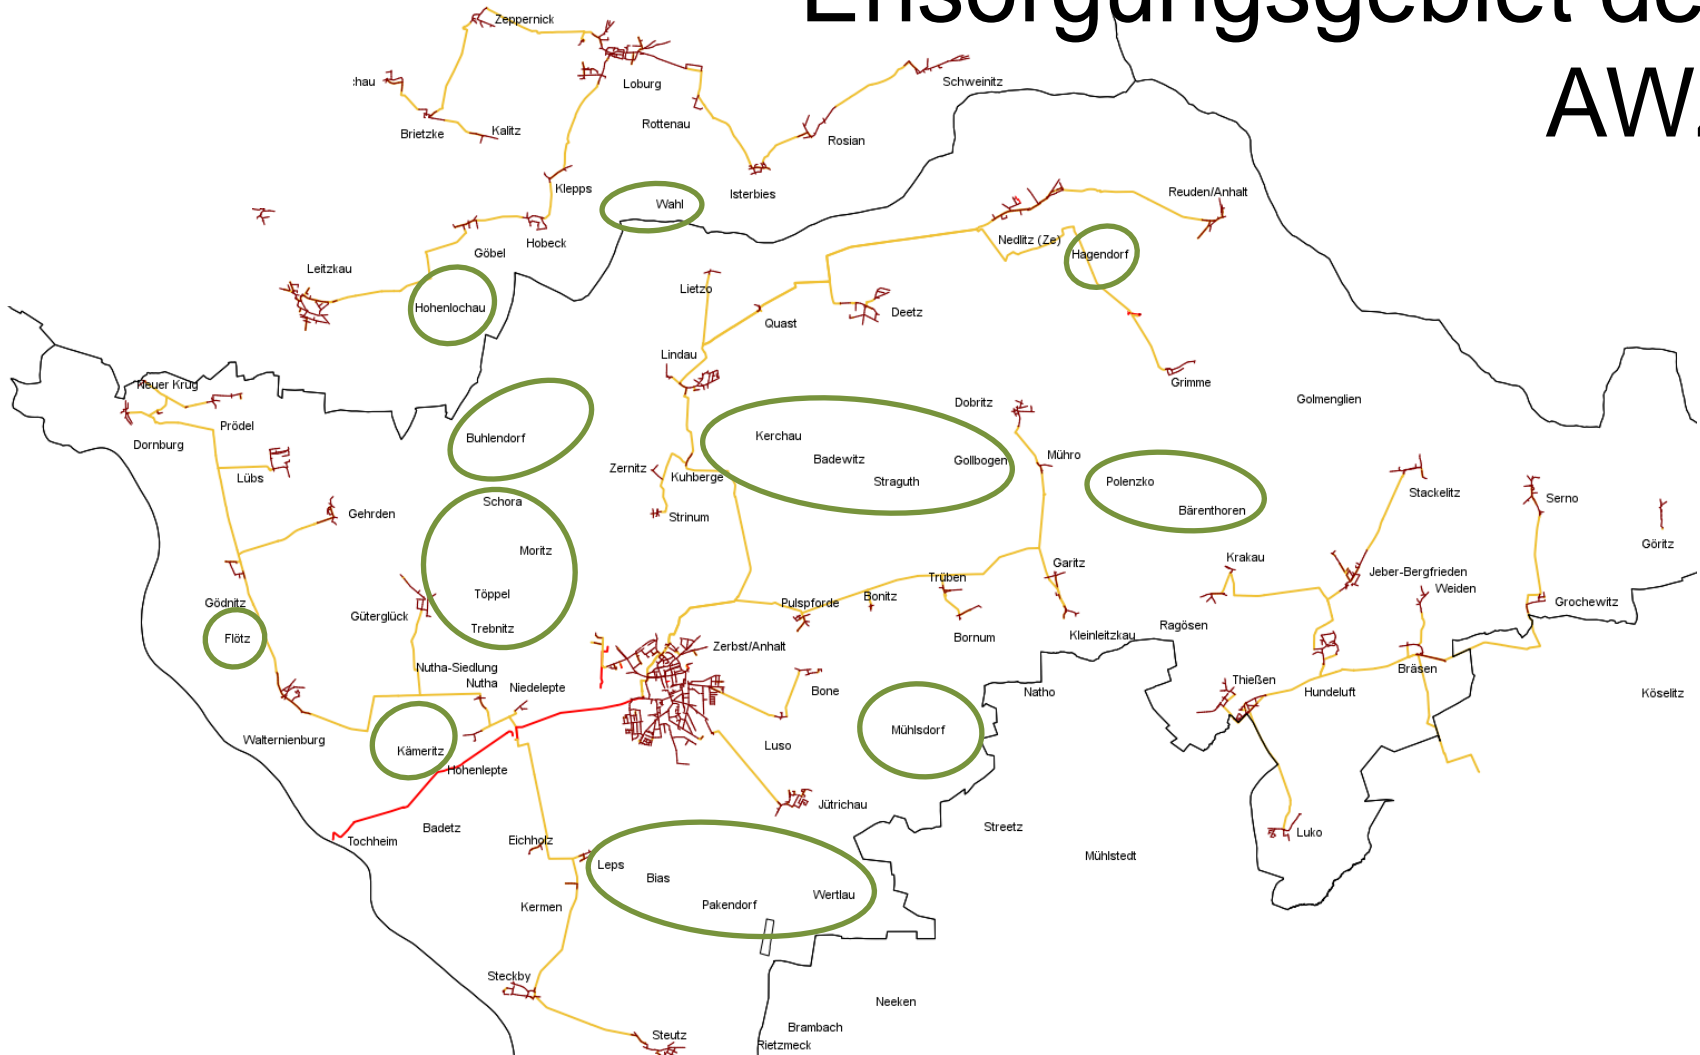 Ensorgungsgebiet de
AW
Zeppernick
Loburg
Schweinitz
Brietzke
Kalitz
Rottenau
Rosian
Klepps
Isterbies
Wahl
Reuden/Anhalt
Hobeck
Göbel
Nedlitz (Ze)
Hagendorf
Leitzkau
Hohenlochau
Lietzo
Quast
Deetz
Lindau
Grimme
Neuer Krug
Golmenglien
Dobritz
Prödel
Dornburg
Buhlendorf
Kerchau
Badewitz
Gollbogen
Mühro
Zernitz
Kuhberge
Straguth
Polenzko
Lübs
Bärenthoren
Stackelitz
Serno
Schora
Gehrden
Strinum
Göritz
Moritz
Krakau
Garitz
Jeber-Bergfrieden
Weiden
Trüben
Töppel
Bonitz
Pulspforde
Gödnitz
Grochewitz
Güterglück
Trebnitz
Flötz
Bornum
Kleinleitzkau
Ragösen
Zerbst/Anhalt
Nutha-Siedlung
Nutha
Niedelepte
Bräsen
Thießen
Hundeluft
Bone
Natho
Köselitz
Mühlsdorf
Walternienburg
Kämeritz
Luso
Hohenlepte
Jütrichau
Badetz
Tochheim
Eichholz
Streetz
Luko
Mühlstedt
Leps
Bias
Wertlau
Pakendorf
Kermen
Steckby
Neeken
Brambach
Steutz
Rietzmeck